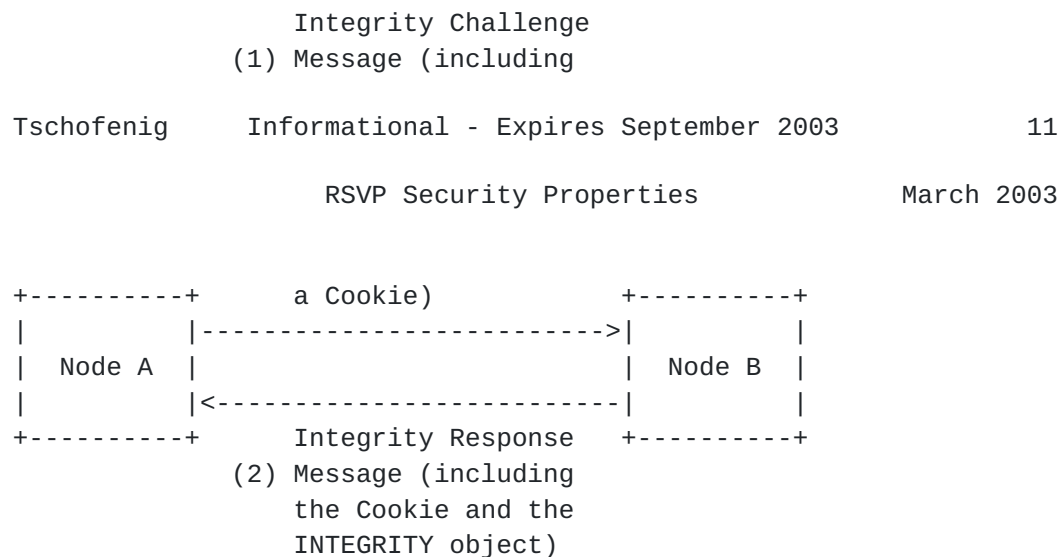 Integrity Challenge
(1) Message (including
Tschofenig     Informational - Expires September 2003     11
RSVP Security Properties     March 2003
+----------+      a Cookie)            +----------+
|          |-------------------------->|          |
|  Node A  |                           |  Node B  |
|          |<--------------------------|          |
+----------+      Integrity Response   +----------+
(2) Message (including
the Cookie and the
INTEGRITY object)